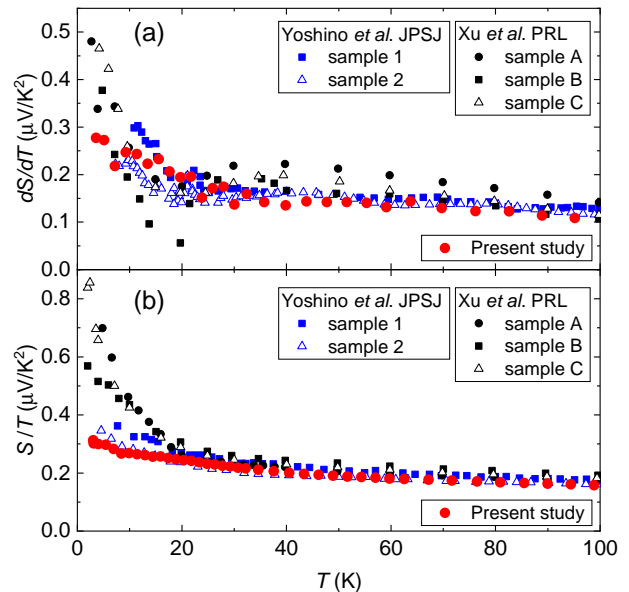 (a)
Yoshino et al. JPSJ
sample 1
sample 2
Xu et al. PRL
sample A
sample B
sample C
Present study
dS/dT (μV/K²)
0.5
0.4
0.3
0.2
0.1
0.0
(b)
Yoshino et al. JPSJ
sample 1
sample 2
Xu et al. PRL
sample A
sample B
sample C
Present study
S/T (μV/K²)
0.8
0.6
0.4
0.2
0.0
0 20 40 60 80 100
T (K)